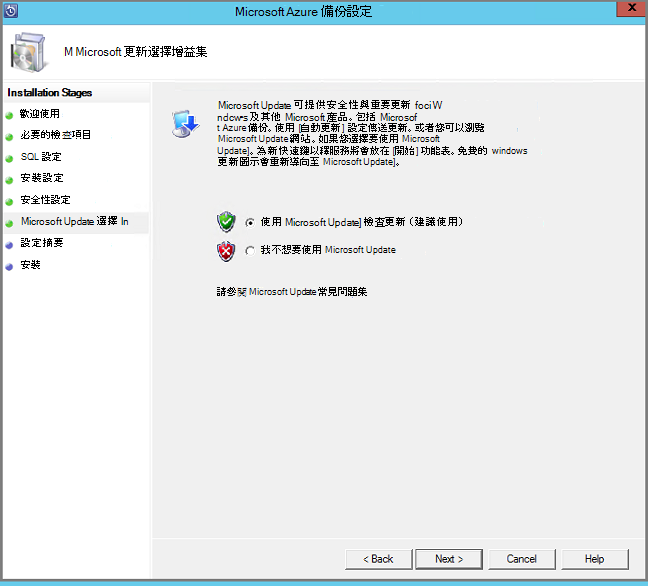 Microsoft Azure 備份設定
X
M Microsoft 更新選擇增益集
Installation Stages
歡迎使用
必要的檢查項目
SQL 設定
安裝設定
安全性設定
Microsoft Update 選擇 In
設定摘要
安裝
Microsoft Update 可提供安全性與重要更新 foci W
ndcw•s 及其他 Microsoft 產品。包括 Microsof
t Azure 備份。使用 [自動更新] 設定傳送更新。或者您可以瀏覽
Microsoft Update 網站。如果您選擇要使用 Microsoft
Update]。為新快速鍵以釋服務將會放在 [開始] 功能表。免費的 windows
更新圖示會重新導向至 Microsoft Update]。
使用 Microsoft Update] 檢查更新 (建議使用)
我不想要使用 Microsoft Update
請參閱 Microsoft Update 常見問題集
< Back
Next >
Cancel
Help